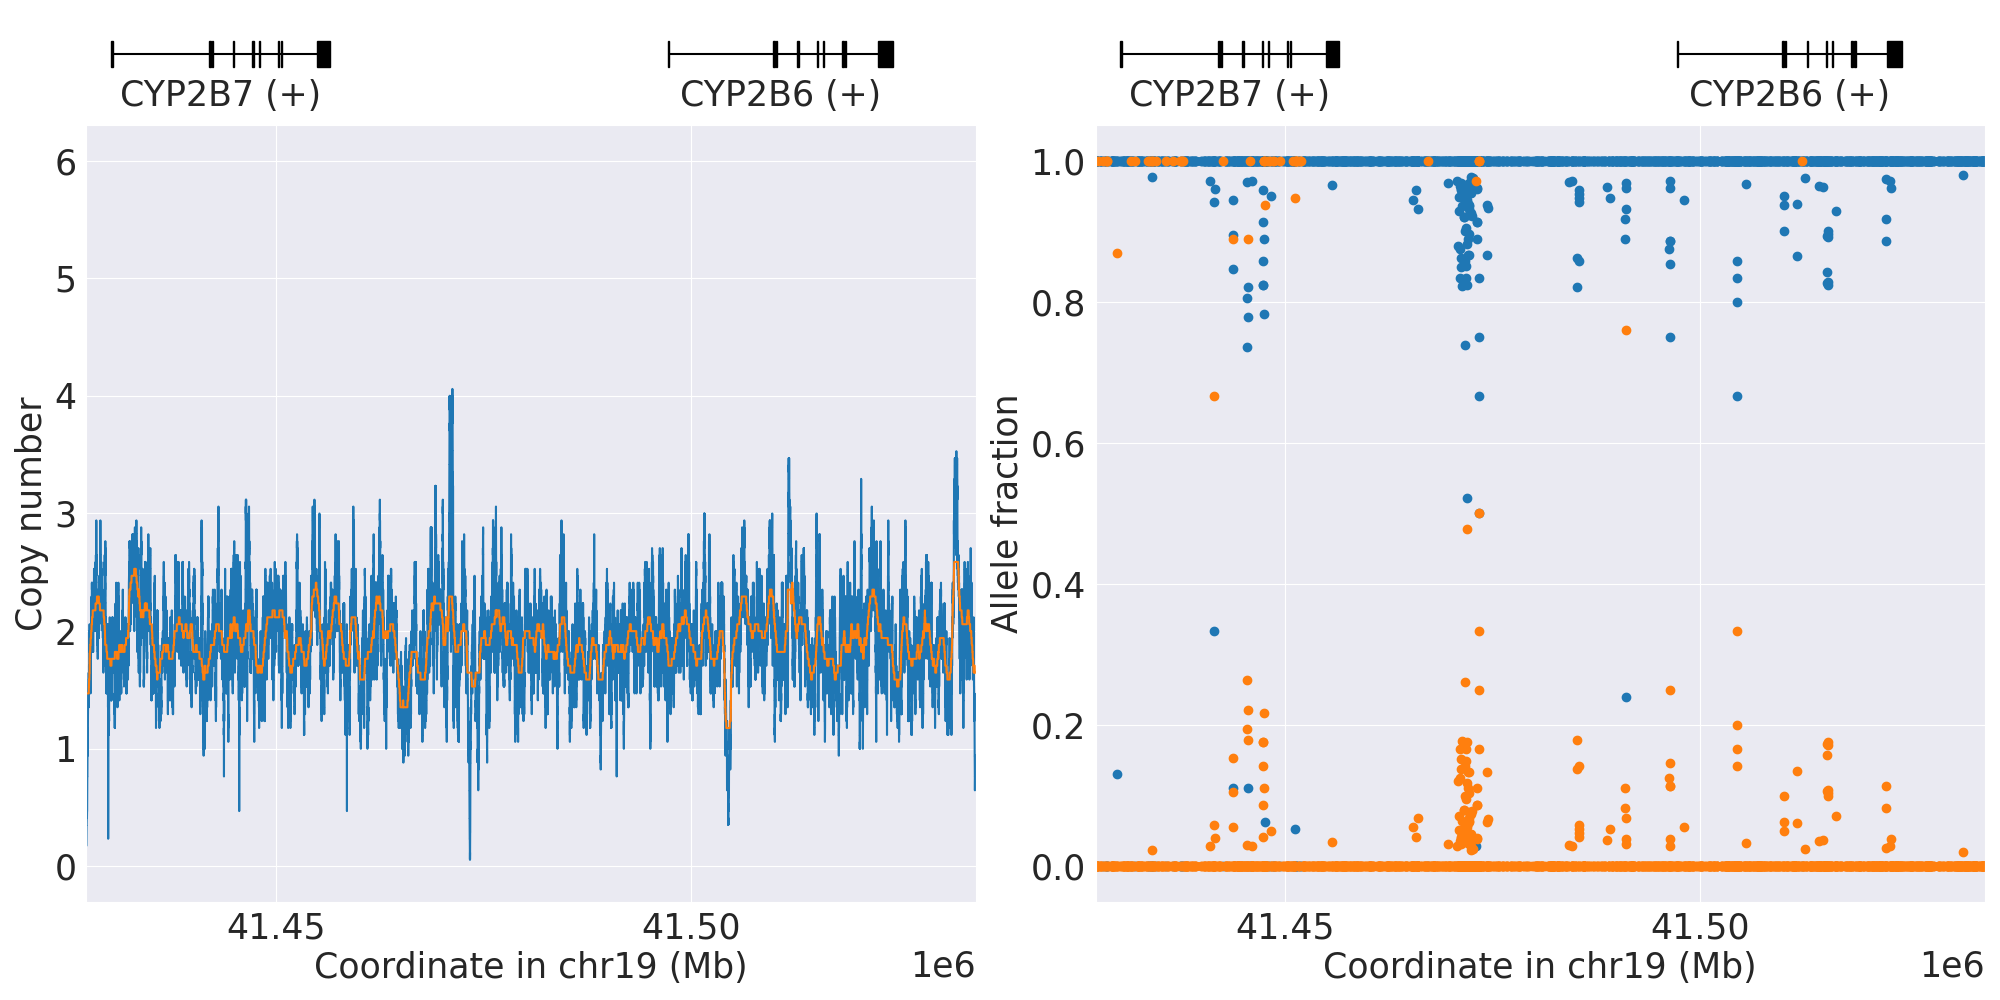 CYP2B7 (+) CYP2B6 (+)
6
5
4
3
2
1
0
Copy number
41.45 41.50
Coordinate in chr19 (Mb) 1e6
CYP2B7 (+) CYP2B6 (+)
1.0
0.8
0.6
0.4
0.2
0.0
Allele fraction
41.45 41.50
Coordinate in chr19 (Mb) 1e6